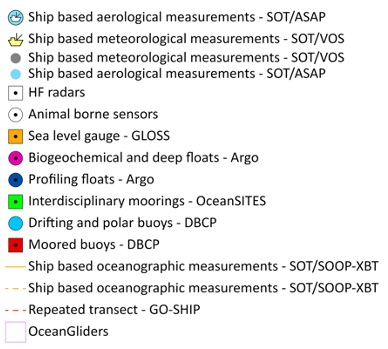 Ship based aerological measurements - SOT/ASAP
Ship based meteorological measurements - SOT/VOS
Ship based meteorological measurements - SOT/VOS
Ship based aerological measurements - SOT/ASAP
HF radars
Animal borne sensors
Sea level gauge - GLOSS
Biogeochemical and deep floats - Argo
Profiling floats - Argo
Interdisciplinary moorings - OceanSITES
Drifting and polar buoys - DBCP
Moored buoys - DBCP
Ship based oceanographic measurements - SOT/SOOP-XBT
Ship based oceanographic measurements - SOT/SOOP-XBT
Repeated transect - GO-SHIP
OceanGliders